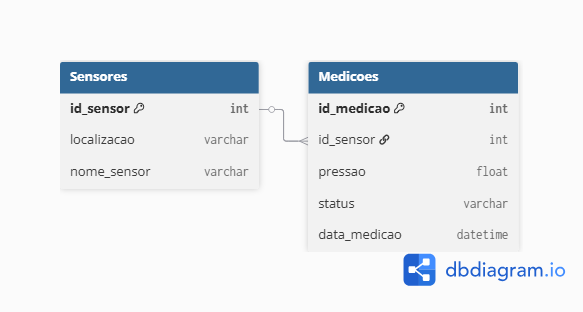 Sensores
id_sensor int
localizacao varchar
nome_sensor varchar
Medicoes
id_medicao int
id_sensor int
pressao float
status varchar
data_medicao datetime
dbdiagram.io